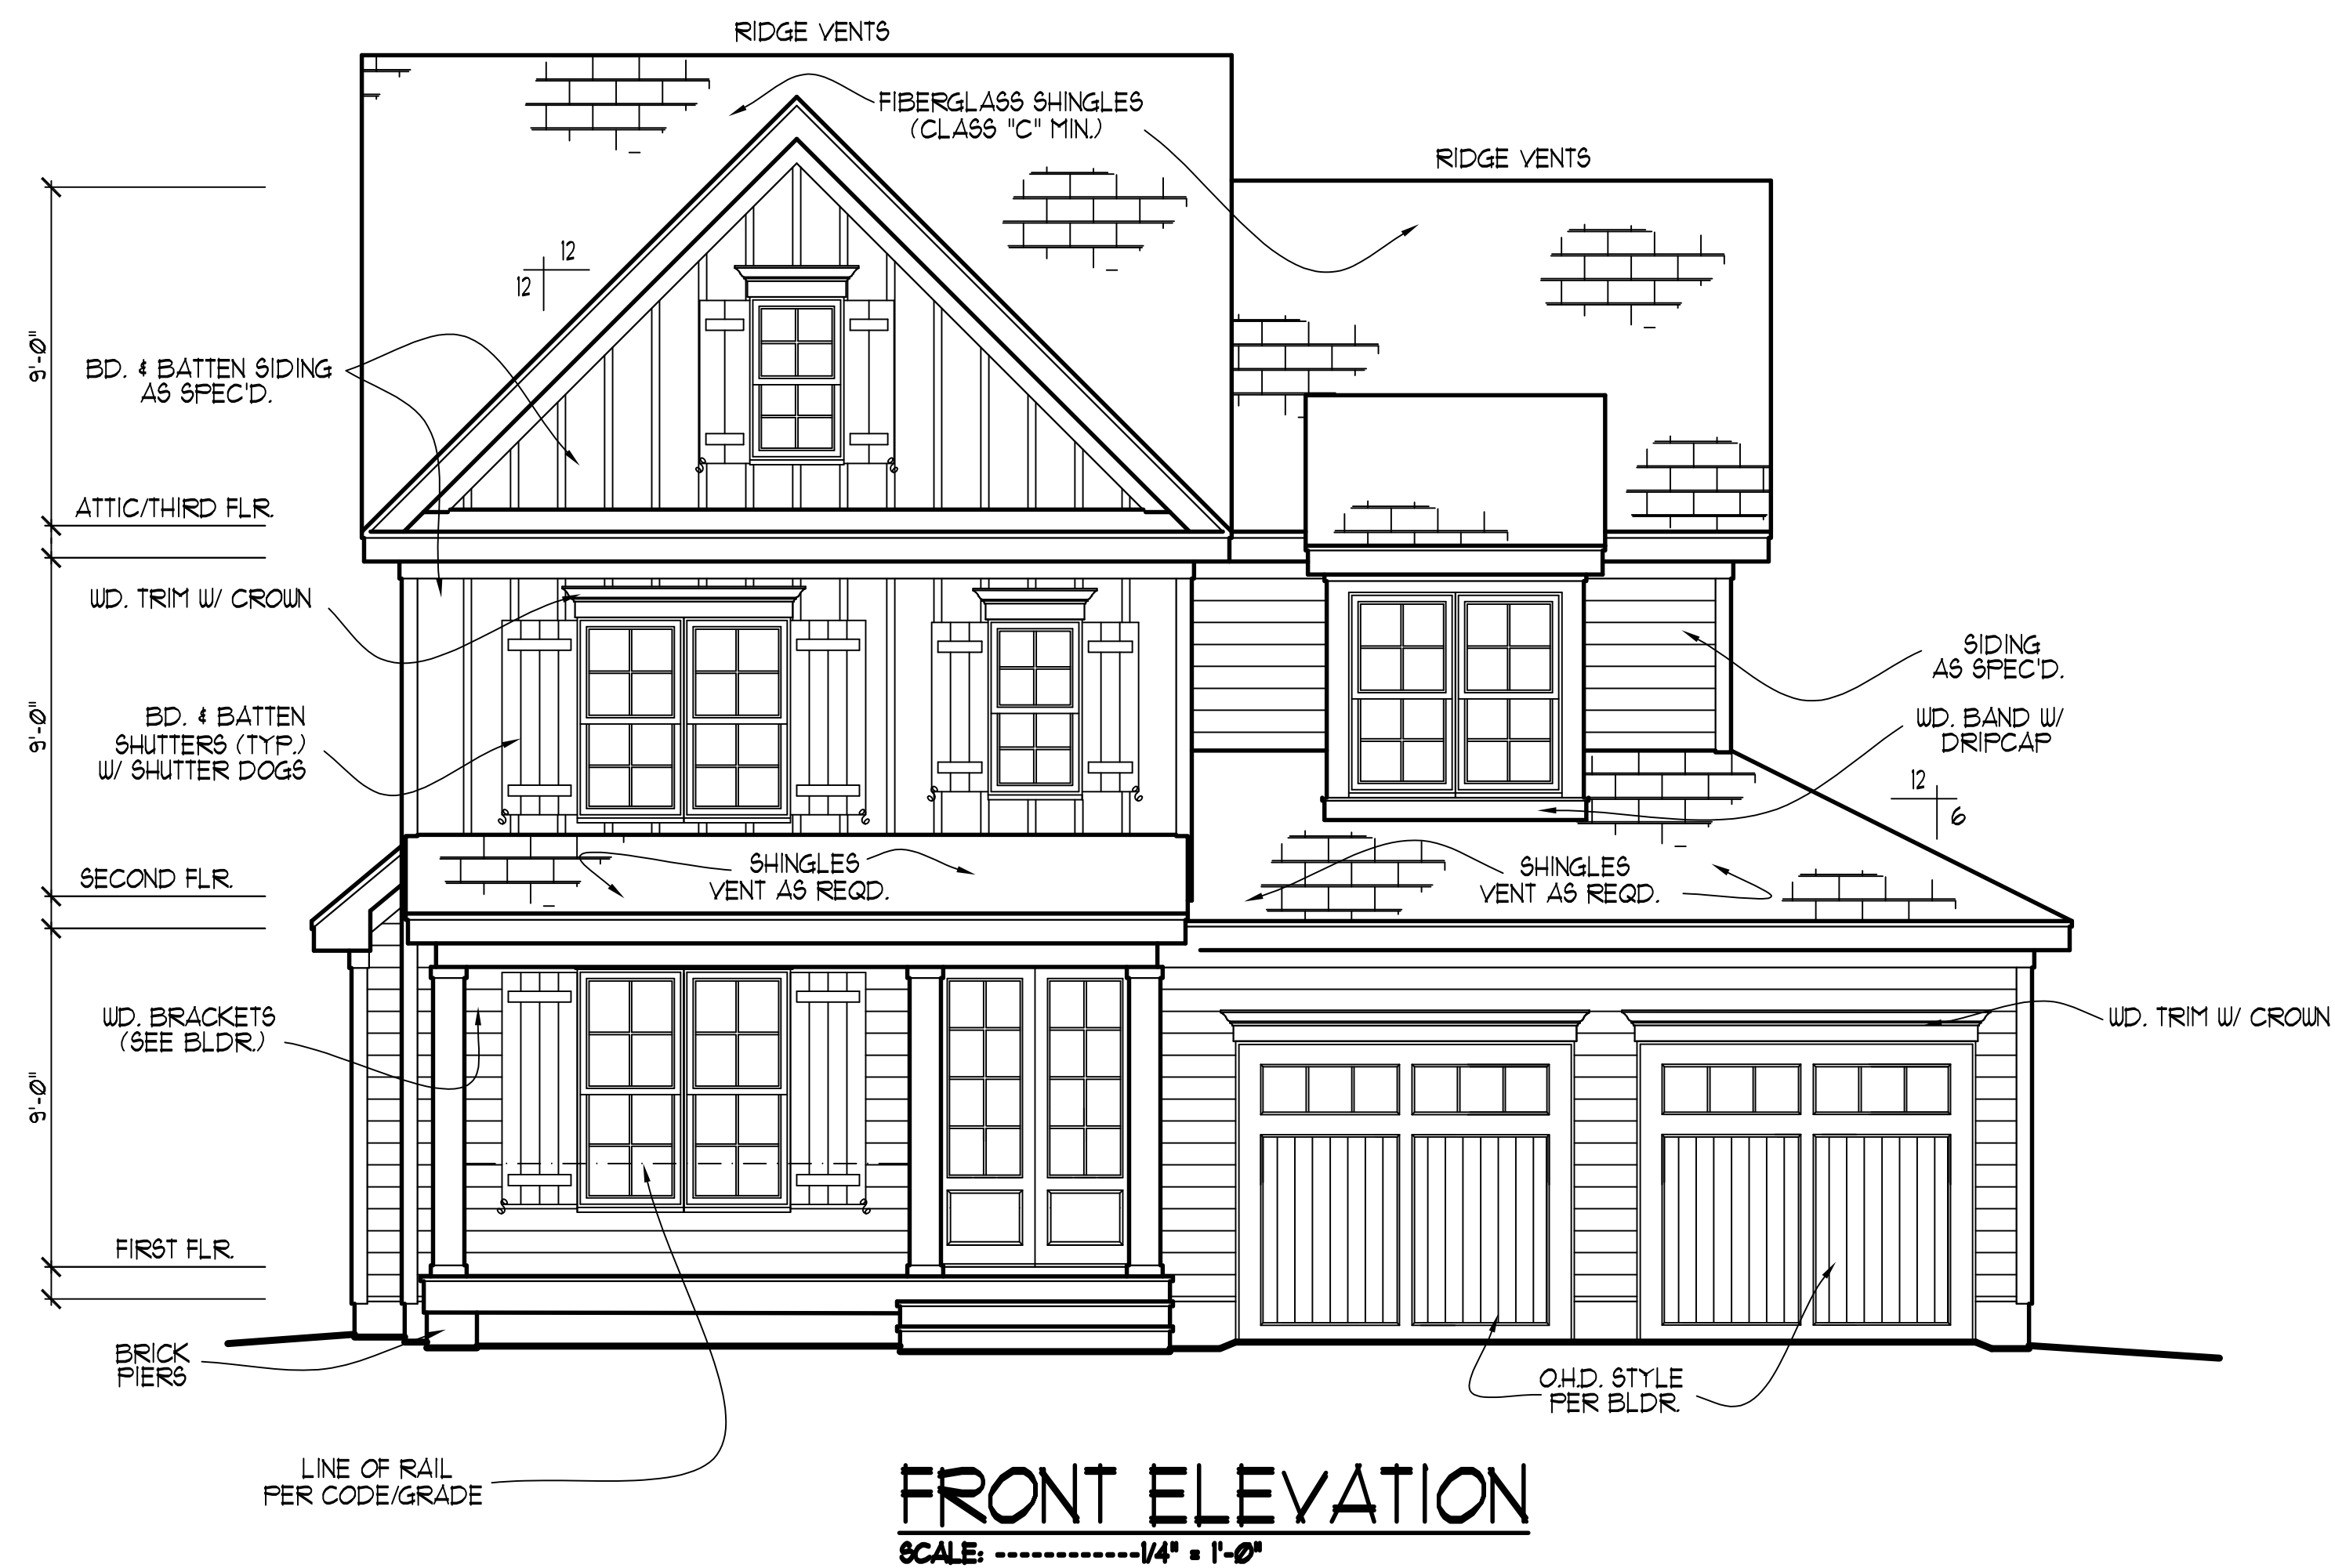 RIDGE VENTS
FIBERGLASS SHINGLES
(CLASS "C" MIN.)
RIDGE VENTS
12
12
9'-0"
BD. & BATTEN SIDING
AS SPEC'D.
ATTIC/THIRD FLR.
WD. TRIM W/ CROWN
SIDING
AS SPEC'D.
9'-0"
BD. & BATTEN
SHUTTERS (TYP.)
W/ SHUTTER DOGS
WD. BAND W/
DRIPCAP
12
6
SHINGLES
VENT AS REQD.
SHINGLES
VENT AS REQD.
SECOND FLR.
WD. BRACKETS
(SEE BLDR.)
WD. TRIM W/ CROWN
9'-0"
FIRST FLR.
BRICK
PIERS
O.H.D. STYLE
PER BLDR.
LINE OF RAIL
PER CODE/GRADE
FRONT ELEVATION
SCALE: ------------1/4" = 1'-0"